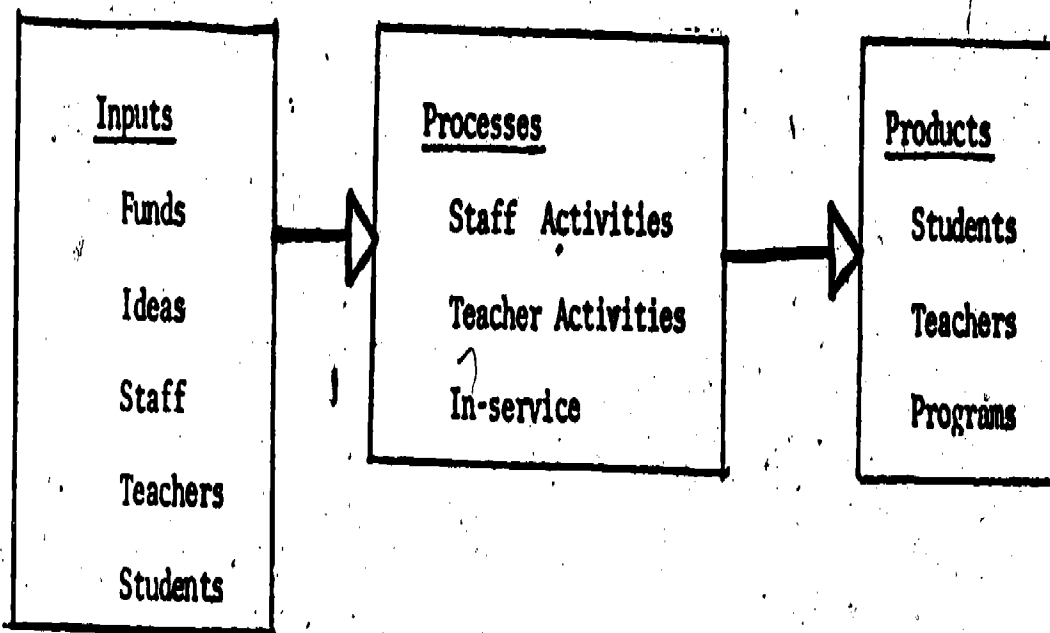 Inputs
Funds
Ideas
Staff
Teachers
Students
Processes
Staff Activities
Teacher Activities
In-service
Products
Students
Teachers
Programs